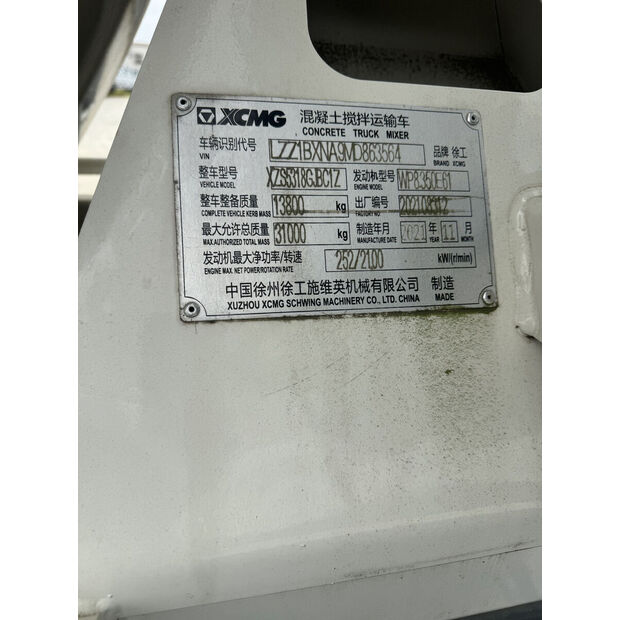 XCMG 混凝土搅拌运输车
CONCRETE TRUCK MIXER
车辆识别代号 LZZ1BXNA9MD863564 品牌 徐工
VIN BRAND XCMG
整车型号 XZS5318GJBC1Z 发动机型号 WP8.350E61
VEHICLE MODEL ENGINE MODEL
整车整备质量 13800 kg 出厂编号
COMPLETE VEHICLE KERB MASS FACTORY NO
最大允许总质量 31000 kg 制造年月 2021 年 11 月
MAX.AUTHORIZED TOTAL MASS MANUFACTURE DATE YEAR MONTH
发动机最大净功率/转速 252/2100 kW/(r/min)
ENGINE MAX. NET POWER/ROTATING SPEED
中国徐州徐工施维英机械有限公司 制造
XUZHOU XCMG SCHWING MACHINERY CO., LTD. CHINA MADE